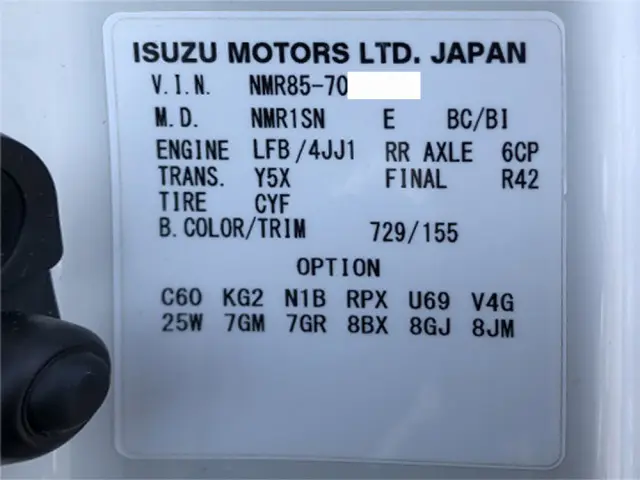 ISUZU MOTORS LTD. JAPAN
V.I.N. NMR85-70
M.D. NMR1SN E BC/BI
ENGINE LFB/4JJ1 RR AXLE 6CP
TRANS. Y5X FINAL R42
TIRE CYF
B.COLOR/TRIM 729/155
OPTION
C60 KG2 N1B RPX U69 V4G
25W 7GM 7GR 8BX 8GJ 8JM